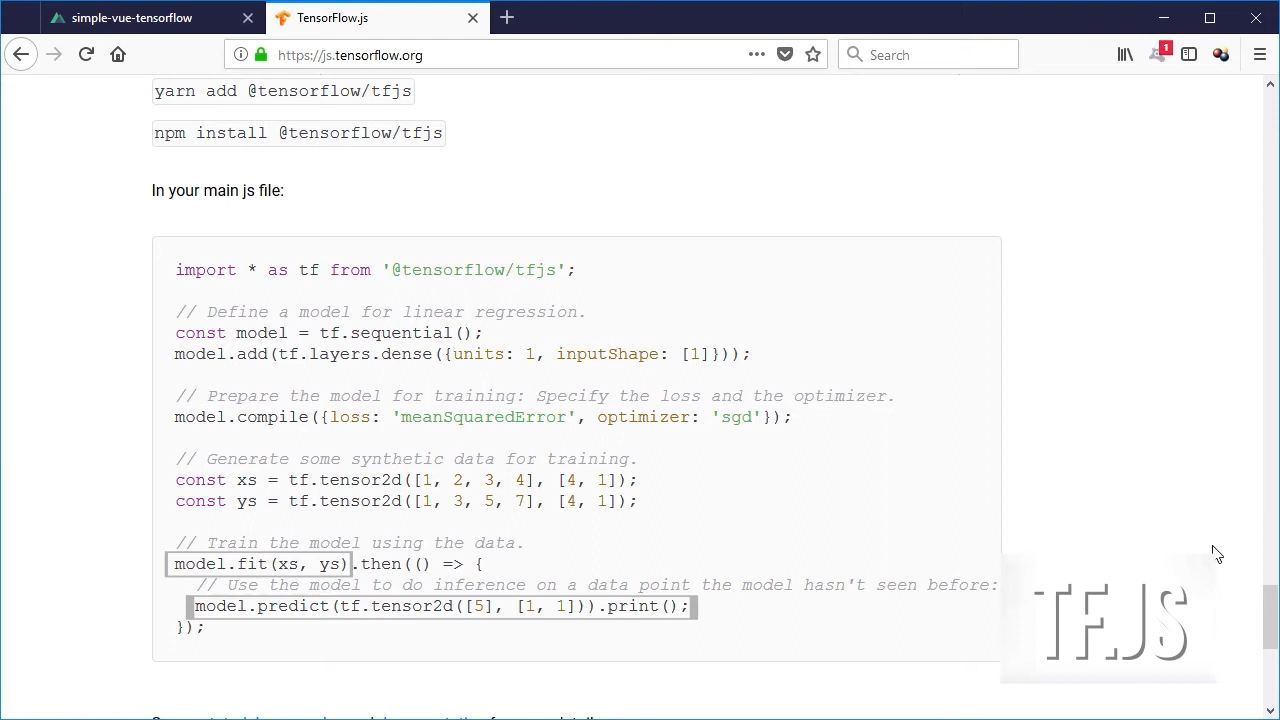 simple-vue-tensorflow
TensorFlow.js
https://js.tensorflow.org
Search
1
yarn add @tensorflow/tfjs
npm install @tensorflow/tfjs
In your main js file:
import * as tf from '@tensorflow/tfjs';
// Define a model for linear regression.
const model = tf.sequential();
model.add(tf.layers.dense({units: 1, inputShape: [1]}));
// Prepare the model for training: Specify the loss and the optimizer.
model.compile({loss: 'meanSquaredError', optimizer: 'sgd'});
// Generate some synthetic data for training.
const xs = tf.tensor2d([1, 2, 3, 4], [4, 1]);
const ys = tf.tensor2d([1, 3, 5, 7], [4, 1]);
// Train the model using the data.
model.fit(xs, ys).then(() => {
// Use the model to do inference on a data point the model hasn't seen before:
model.predict(tf.tensor2d([5], [1, 1])).print();
});
TF.JS